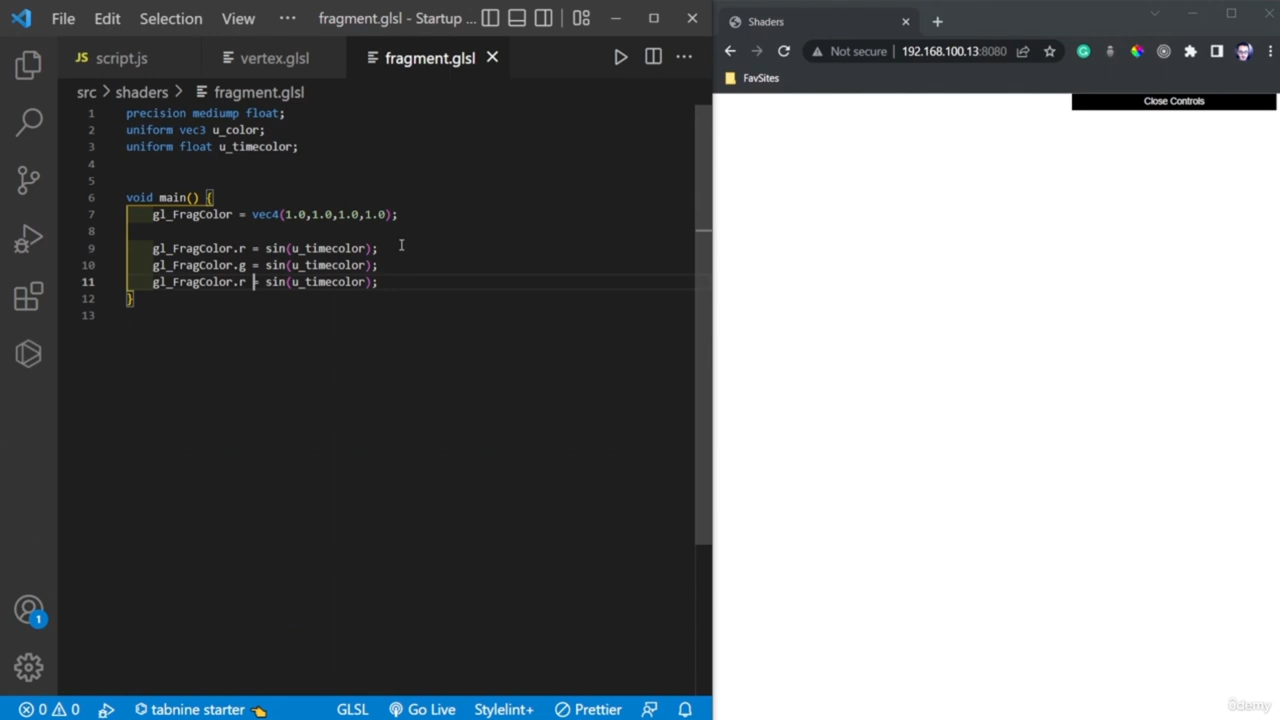 File Edit Selection View ··· fragment.glsl - Startup ...
JS script.js vertex.glsl fragment.glsl
src > shaders > fragment.glsl
1 precision mediump float;
2 uniform vec3 u_color;
3 uniform float u_timecolor;
4
5
6 void main() {
7 gl_FragColor = vec4(1.0,1.0,1.0,1.0);
8
9 gl_FragColor.r = sin(u_timecolor);
10 gl_FragColor.g = sin(u_timecolor);
11 gl_FragColor.r = sin(u_timecolor);
12 }
13
1
0 0 tabnine starter GLSL Go Live Stylelint+ Prettier
Shaders
Not secure 192.168.100.13:8080
FavSites
Close Controls
ûdemy